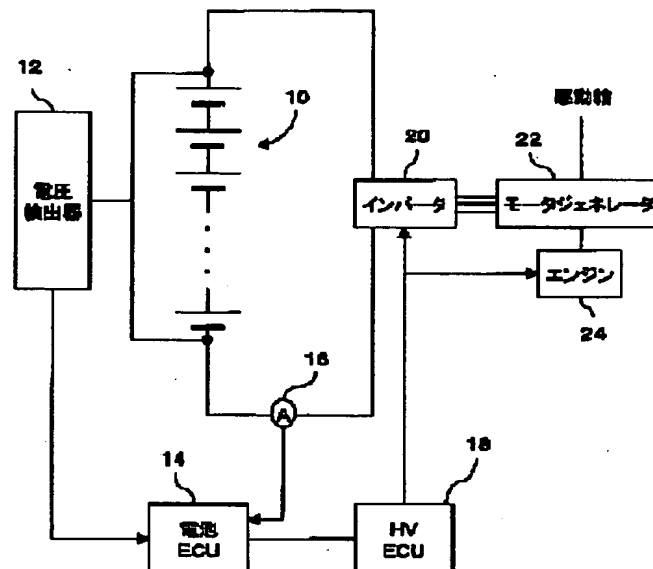 12
電圧
検出器
10
20
インバータ
駆動輪
22
モータジェネレータ
エンジン
24
16
A
14
電池
ECU
18
HV
ECU